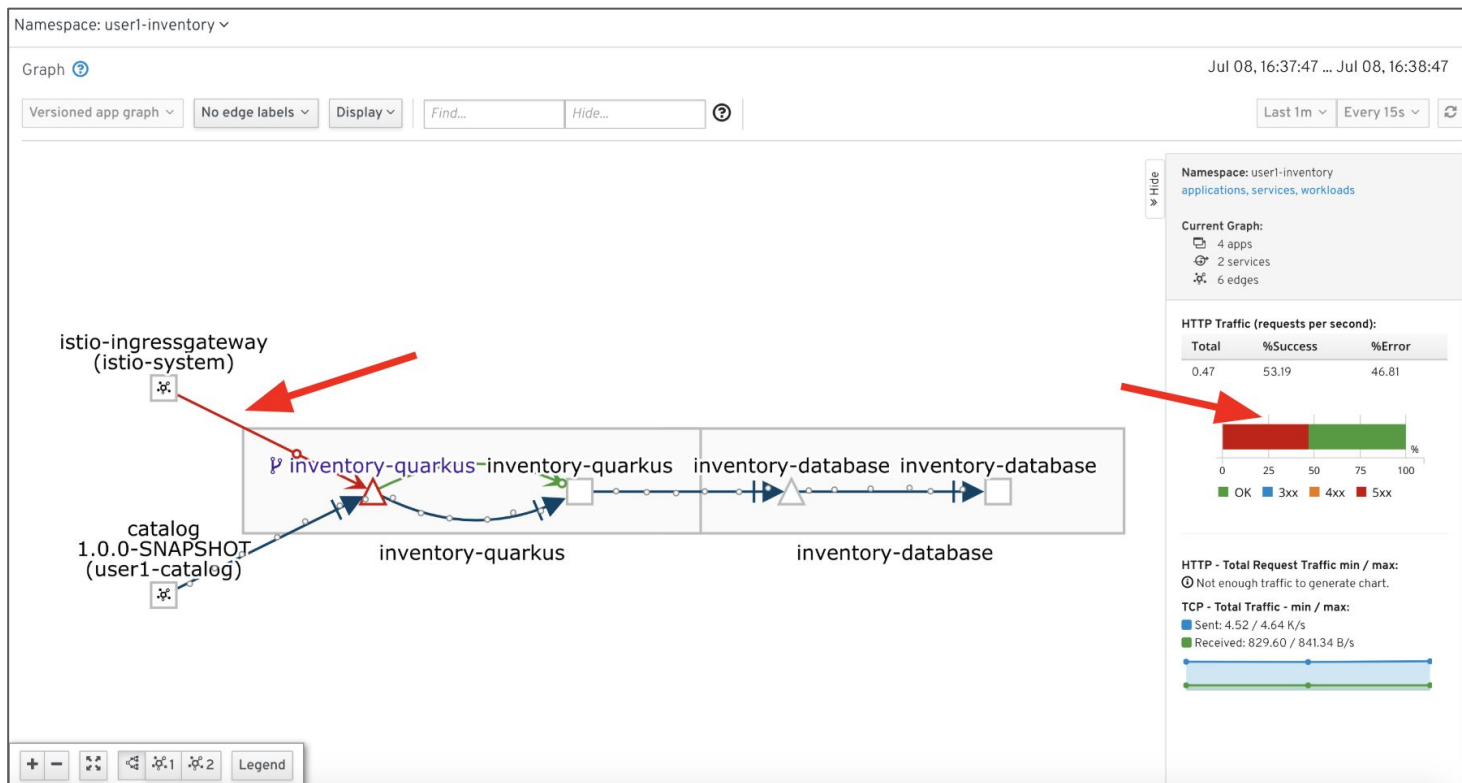 Namespace: user1-inventory
Graph
Jul 08, 16:37:47 ... Jul 08, 16:38:47
Versioned app graph No edge labels Display Find... Hide... Last 1m Every 15s
Hide
Namespace: user1-inventory
applications, services, workloads
Current Graph:
4 apps
2 services
6 edges
HTTP Traffic (requests per second):
Total %Success %Error
0.47 53.19 46.81
%
0 25 50 75 100
OK 3xx 4xx 5xx
HTTP - Total Request Traffic min / max:
Not enough traffic to generate chart.
TCP - Total Traffic - min / max:
Sent: 4.52 / 4.64 K/s
Received: 829.60 / 841.34 B/s
istio-ingressgateway
(istio-system)
inventory-quarkus inventory-quarkus inventory-database inventory-database
catalog
1.0.0-SNAPSHOT
(user1-catalog)
inventory-quarkus inventory-database
1 2 Legend